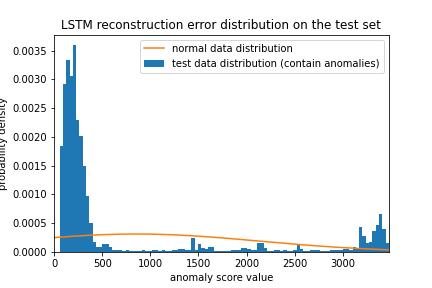 LSTM reconstruction error distribution on the test set
normal data distribution
test data distribution (contain anomalies)
probability density
0.0035
0.0030
0.0025
0.0020
0.0015
0.0010
0.0005
0.0000
0 500 1000 1500 2000 2500 3000
anomaly score value